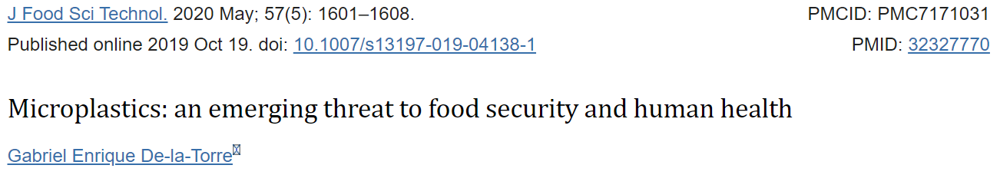 J Food Sci Technol. 2020 May; 57(5): 1601–1608. PMCID: PMC7171031
Published online 2019 Oct 19. doi: 10.1007/s13197-019-04138-1 PMID: 32327770
Microplastics: an emerging threat to food security and human health
Gabriel Enrique De-la-Torre